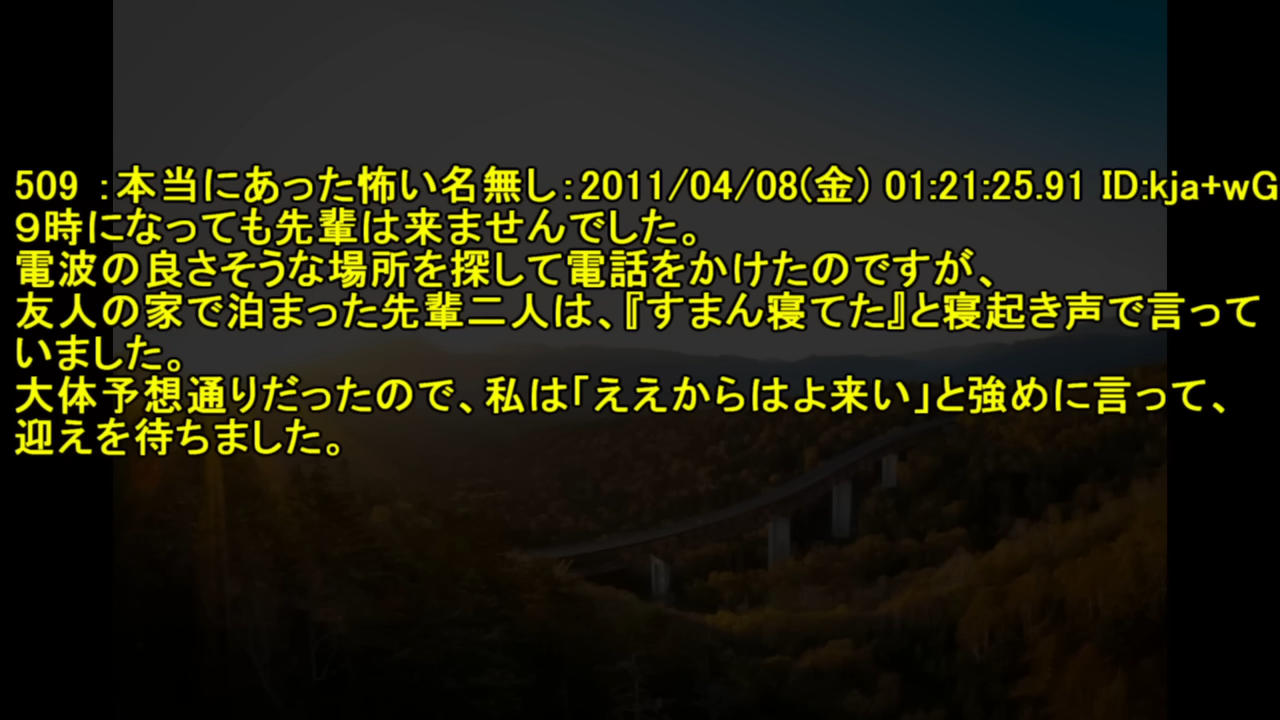 509 ：本当にあった怖い名無し：2011/04/08(金) 01:21:25.91 ID:kja+wG
９時になっても先輩は来ませんでした。
電波の良さそうな場所を探して電話をかけたのですが、
友人の家で泊まった先輩二人は、『すまん寝てた』と寝起き声で言って
いました。
大体予想通りだったので、私は「ええからはよ来い」と強めに言って、
迎えを待ちました。